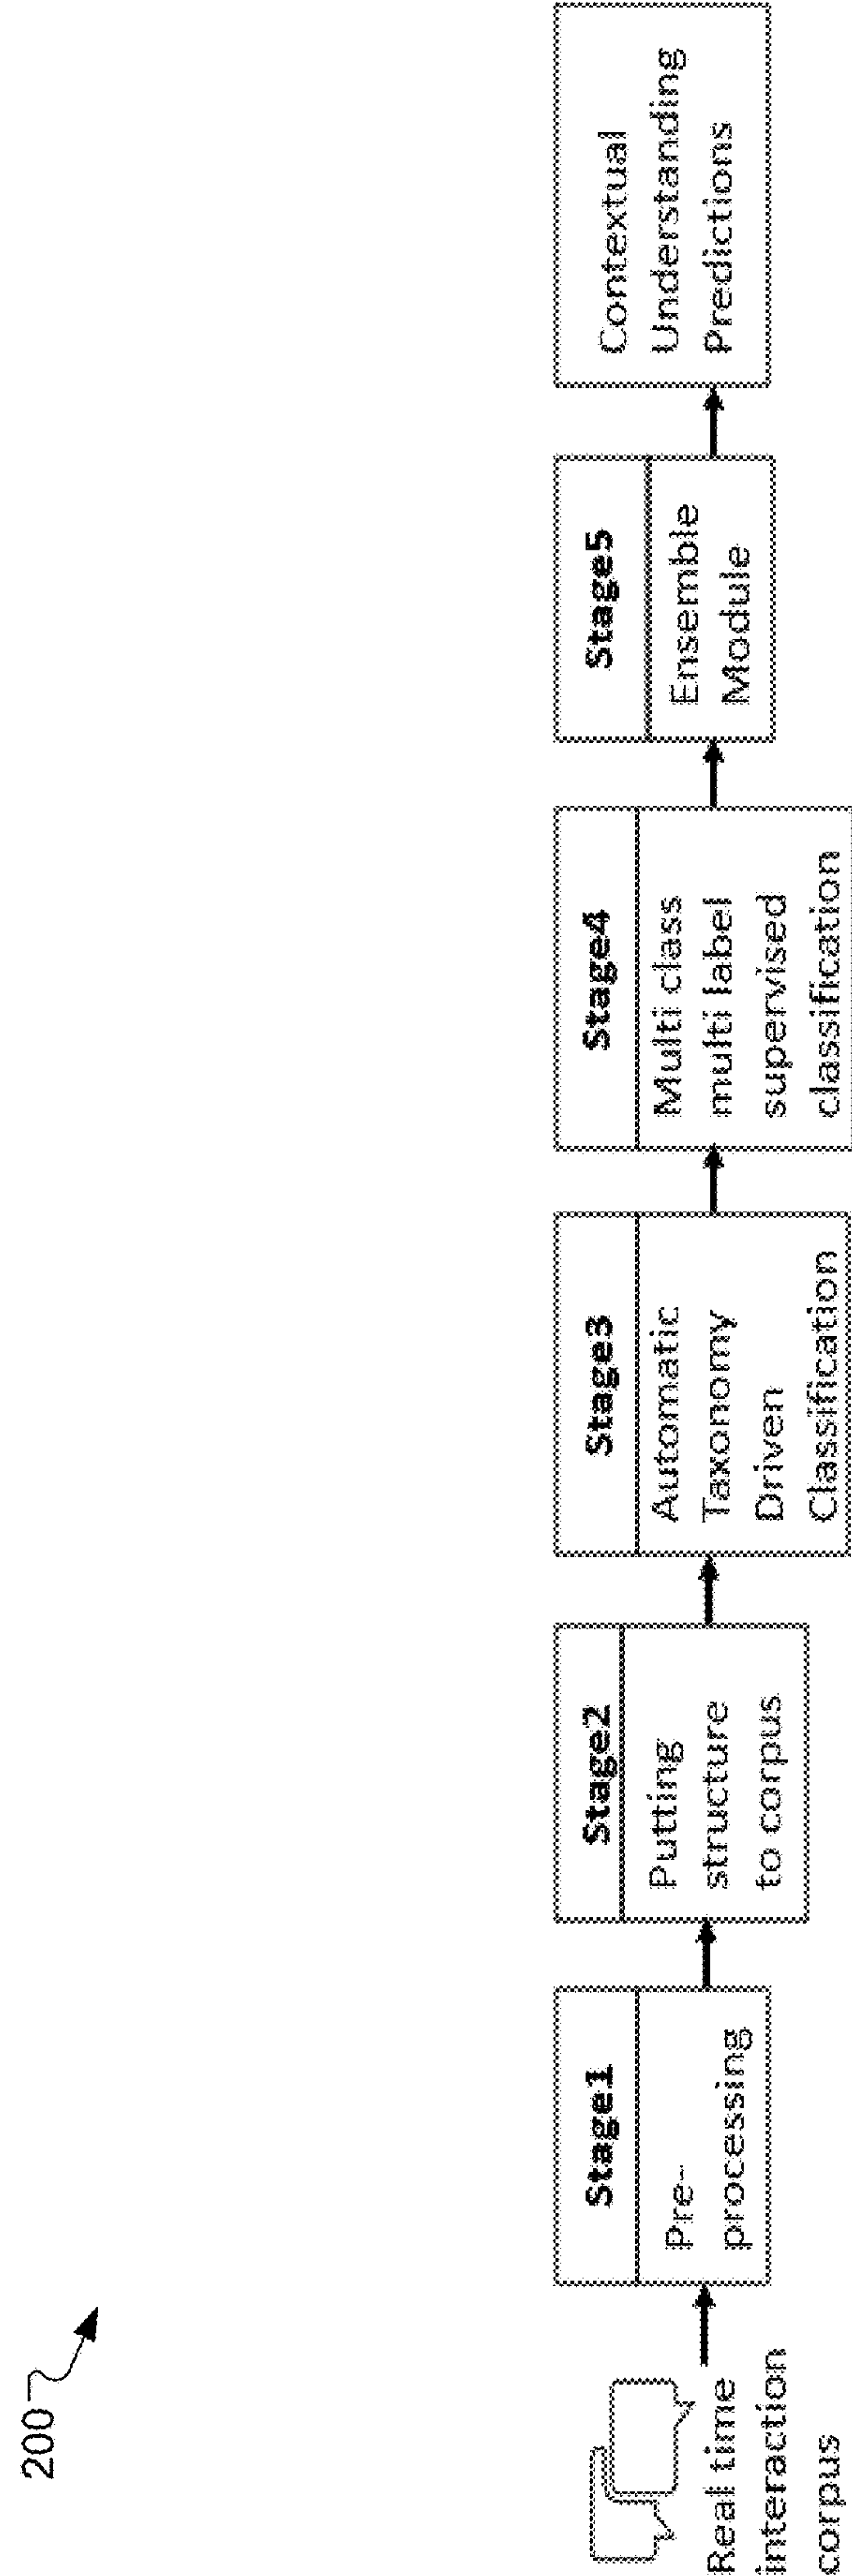 200
Real time
interaction
corpus
Stage1
Pre-
processing
Stage2
Putting
structure
to corpus
Stage3
Automatic
Taxonomy
Driven
Classification
Stage4
Multi class
multi label
supervised
classification
Stage5
Ensemble
Module
Contextual
Understanding
Predictions